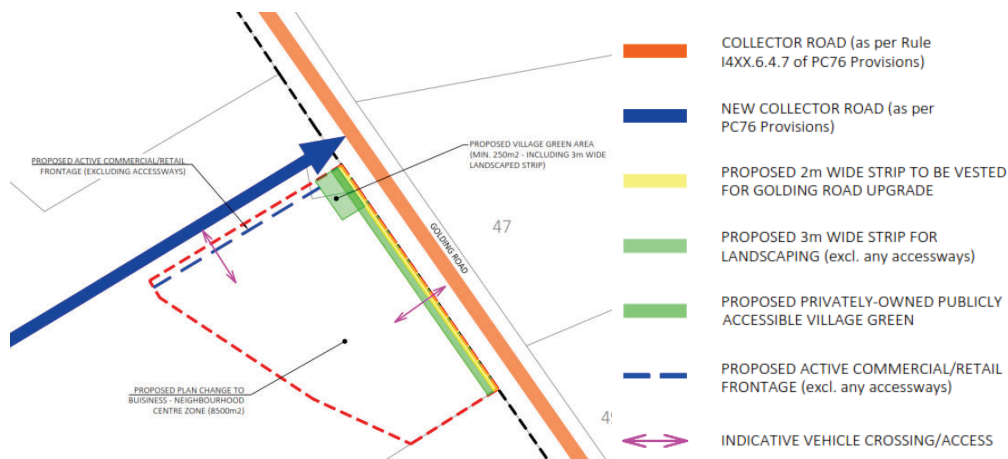 PROPOSED ACTIVE COMMERCIAL/RETAIL
FRONTAGE (EXCLUDING ACCESSWAYS)
PROPOSED VILLAGE GREEN AREA
(MIN. 250m2 - INCLUDING 3m WIDE
LANDSCAPED STRIP)
47
GOLDING ROAD
PROPOSED PLAN CHANGE TO
BUISINESS - NEIGHBOURHOOD
CENTRE ZONE (8500m2)
COLLECTOR ROAD (as per Rule
I4XX.6.4.7 of PC76 Provisions)
NEW COLLECTOR ROAD (as per
PC76 Provisions)
PROPOSED 2m WIDE STRIP TO BE VESTED
FOR GOLDING ROAD UPGRADE
PROPOSED 3m WIDE STRIP FOR
LANDSCAPING (excl. any accessways)
PROPOSED PRIVATELY-OWNED PUBLICLY
ACCESSIBLE VILLAGE GREEN
PROPOSED ACTIVE COMMERCIAL/RETAIL
FRONTAGE (excl. any accessways)
INDICATIVE VEHICLE CROSSING/ACCESS